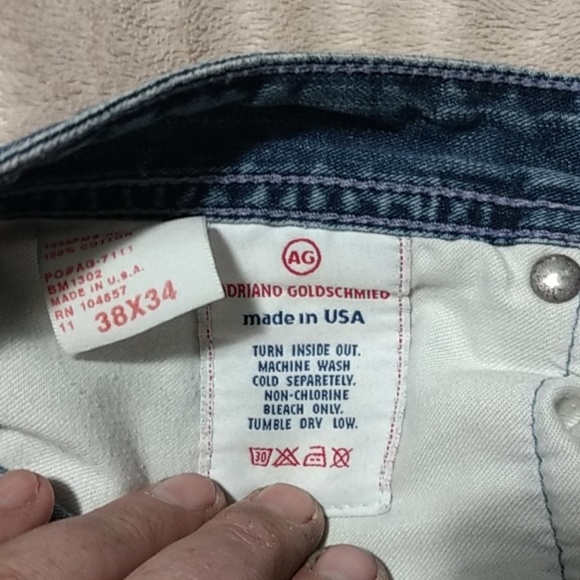 100% COTTON
PO#AG-7111
BM1302
MADE IN U.S.A.
RN 104657
11 38X34
AG
ADRIANO GOLDSCHMIED
made in USA
TURN INSIDE OUT.
MACHINE WASH
COLD SEPARETELY.
NON-CHLORINE
BLEACH ONLY.
TUMBLE DRY LOW.
30